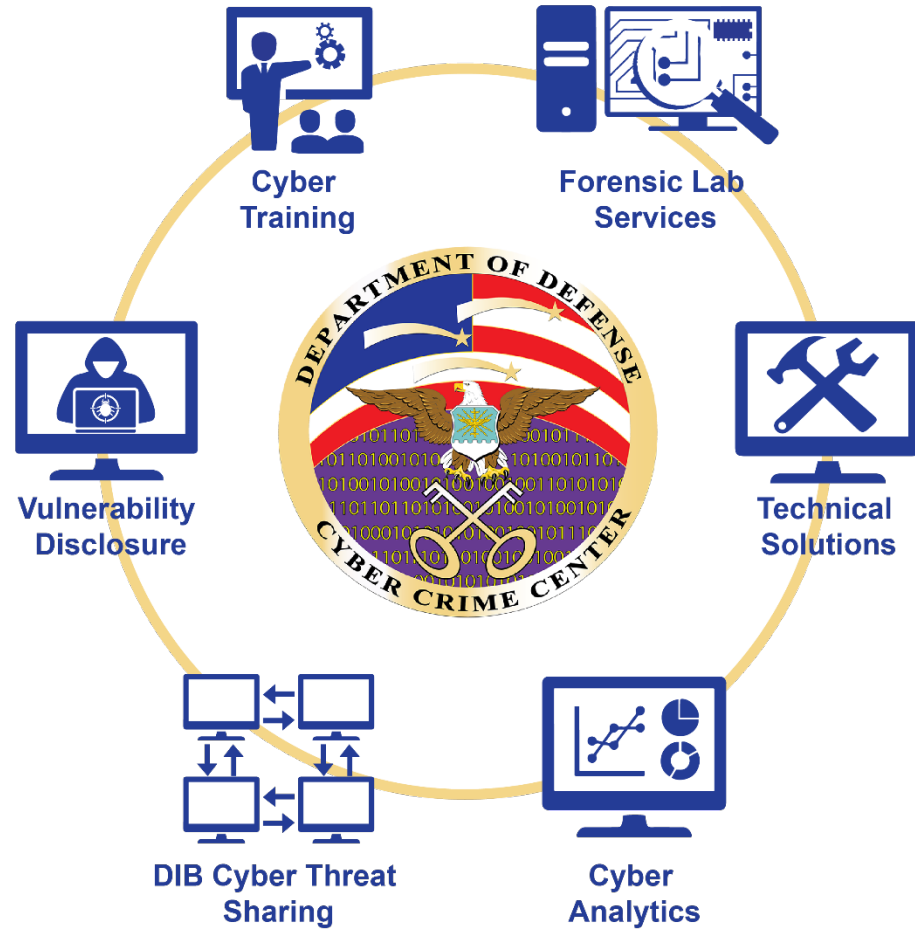 Cyber
Training
Forensic Lab
Services
DEPARTMENT OF DEFENSE
CYBER CRIME CENTER
Vulnerability
Disclosure
Technical
Solutions
DIB Cyber Threat
Sharing
Cyber
Analytics